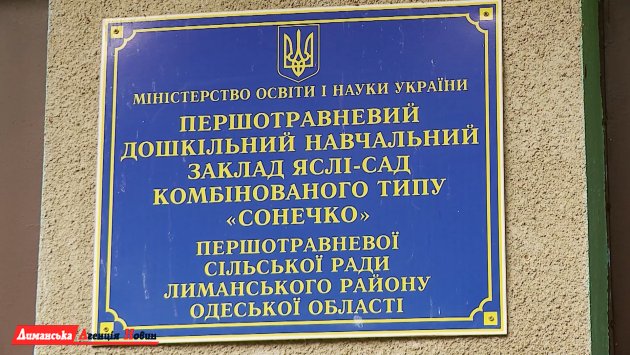 МІНІСТЕРСТВО ОСВІТИ І НАУКИ УКРАЇНИ
ПЕРШОТРАВНЕВИЙ
ДОШКІЛЬНИЙ НАВЧАЛЬНИЙ
ЗАКЛАД ЯСЛІ-САД
КОМБІНОВАНОГО ТИПУ
«СОНЕЧКО»
ПЕРШОТРАВНЕВОЇ
СІЛЬСЬКОЇ РАДИ
ЛИМАНСЬКОГО РАЙОНУ
ОДЕСЬКОЇ ОБЛАСТІ
Лиманська Агенція Новин